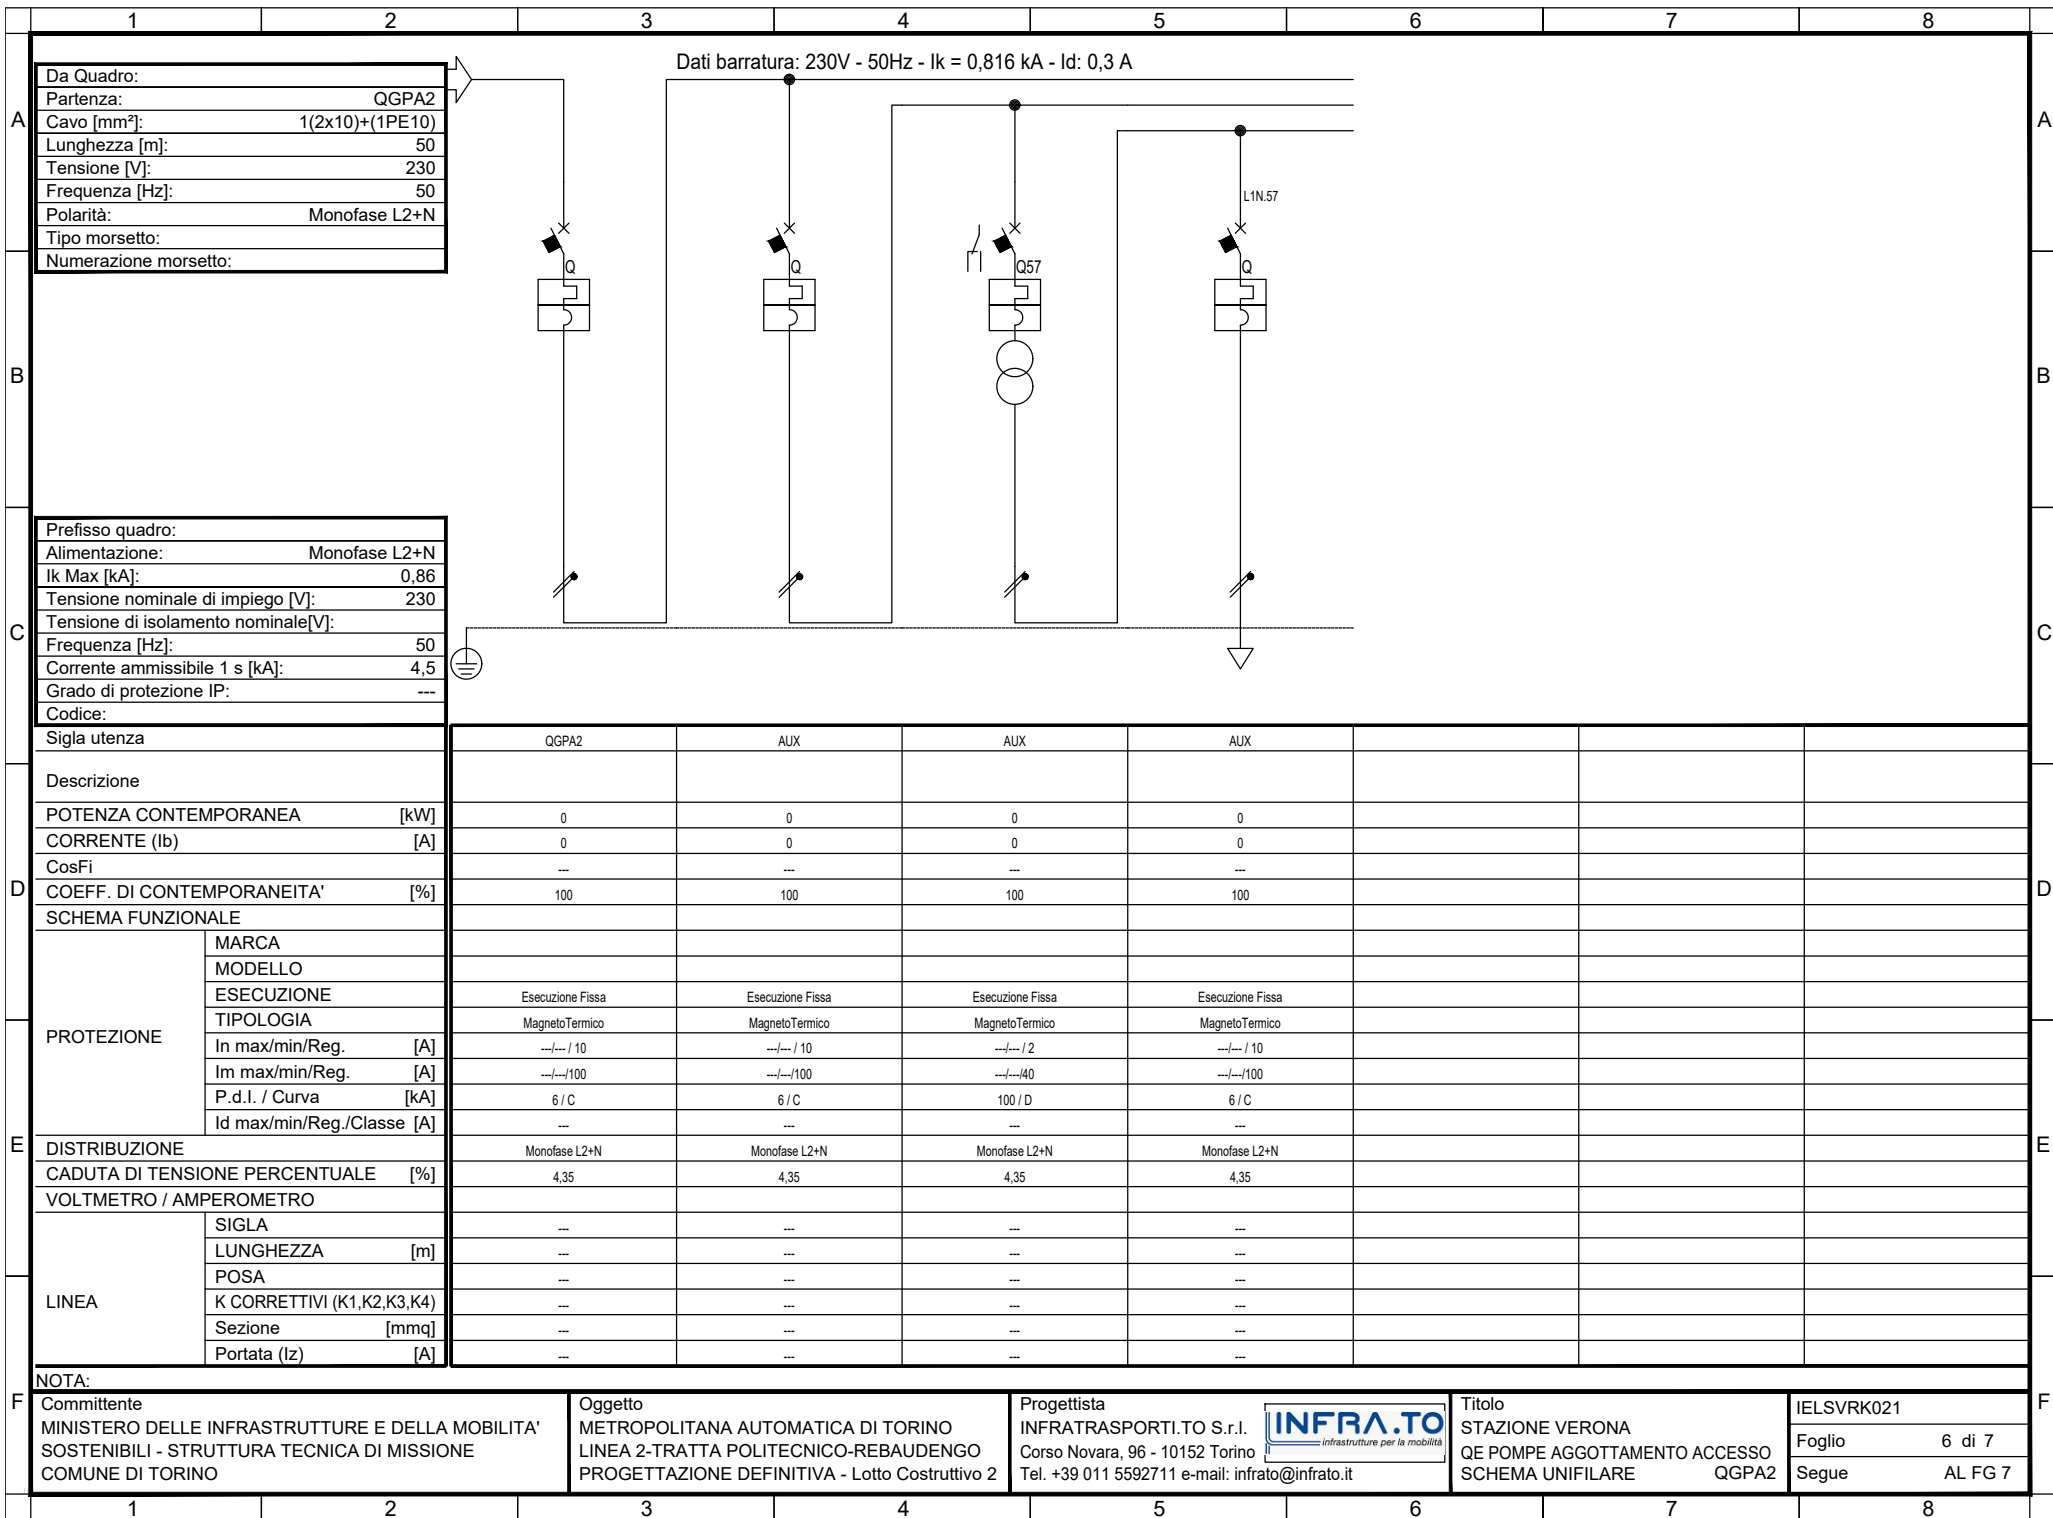 1 2 3 4 5 6 7 8
Dati barratura: 230V - 50Hz - Ik = 0,816 kA - Id: 0,3 A
Da Quadro:
Partenza: QGPA2
Cavo [mm²]: 1(2x10)+(1PE10)
Lunghezza [m]: 50
Tensione [V]: 230
Frequenza [Hz]: 50
Polarità: Monofase L2+N
Tipo morsetto:
Numerazione morsetto:
A A
L1N.57
Q Q Q57 Q
B B
Prefisso quadro:
Alimentazione: Monofase L2+N
Ik Max [kA]: 0,86
Tensione nominale di impiego [V]: 230
Tensione di isolamento nominale[V]:
Frequenza [Hz]: 50
Corrente ammissibile 1 s [kA]: 4,5
Grado di protezione IP: ---
Codice:
C C
Sigla utenza QGPA2 AUX AUX AUX
Descrizione
POTENZA CONTEMPORANEA [kW] 0 0 0 0
CORRENTE (Ib) [A] 0 0 0 0
CosFi --- --- --- ---
D COEFF. DI CONTEMPORANEITA' [%] 100 100 100 100 D
SCHEMA FUNZIONALE
PROTEZIONE
MARCA
MODELLO
ESECUZIONE Esecuzione Fissa Esecuzione Fissa Esecuzione Fissa Esecuzione Fissa
TIPOLOGIA MagnetoTermico MagnetoTermico MagnetoTermico MagnetoTermico
In max/min/Reg. [A] ---/--- / 10 ---/--- / 10 ---/--- / 2 ---/--- / 10
Im max/min/Reg. [A] ---/---/100 ---/---/100 ---/---/40 ---/---/100
P.d.I. / Curva [kA] 6 / C 6 / C 100 / D 6 / C
Id max/min/Reg./Classe [A] --- --- --- ---
E DISTRIBUZIONE Monofase L2+N Monofase L2+N Monofase L2+N Monofase L2+N E
CADUTA DI TENSIONE PERCENTUALE [%] 4,35 4,35 4,35 4,35
VOLTMETRO / AMPEROMETRO
LINEA
SIGLA --- --- --- ---
LUNGHEZZA [m] --- --- --- ---
POSA --- --- --- ---
K CORRETTIVI (K1,K2,K3,K4) --- --- --- ---
Sezione [mmq] --- --- --- ---
Portata (Iz) [A] --- --- --- ---
NOTA:
F F
Committente
MINISTERO DELLE INFRASTRUTTURE E DELLA MOBILITA'
SOSTENIBILI - STRUTTURA TECNICA DI MISSIONE
COMUNE DI TORINO
Oggetto
METROPOLITANA AUTOMATICA DI TORINO
LINEA 2-TRATTA POLITECNICO-REBAUDENGO
PROGETTAZIONE DEFINITIVA - Lotto Costruttivo 2
Progettista
INFRATRASPORTI.TO S.r.l.
Corso Novara, 96 - 10152 Torino
Tel. +39 011 5592711 e-mail: infrato@infrato.it
INFRA.TO
infrastrutture per la mobilità
Titolo
STAZIONE VERONA
QE POMPE AGGOTTAMENTO ACCESSO
SCHEMA UNIFILARE QGPA2
IELSVRK021
Foglio 6 di 7
Segue AL FG 7
1 2 3 4 5 6 7 8